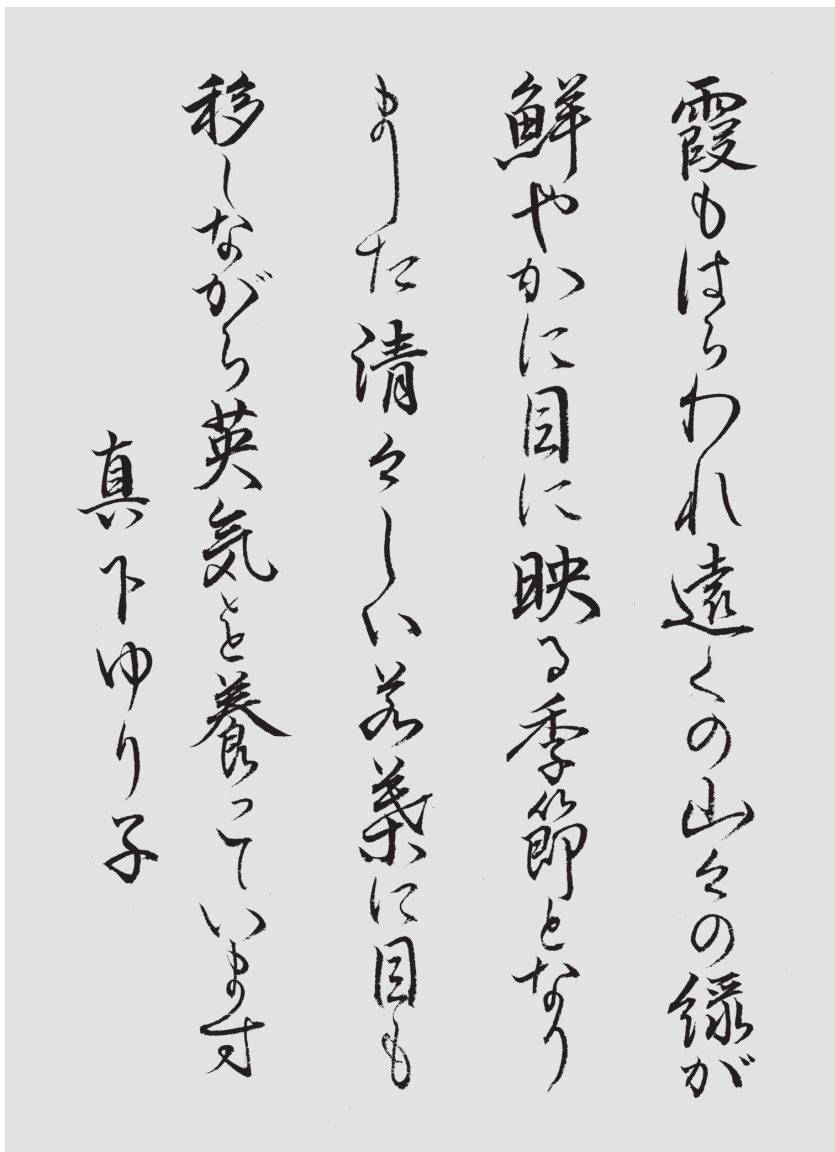 霞もはらわれ遠くの山々の緑が
鮮やかに目に映る季節となり
ました清々しい若葉に目も
移しながら英気を養っています
真下ゆり子